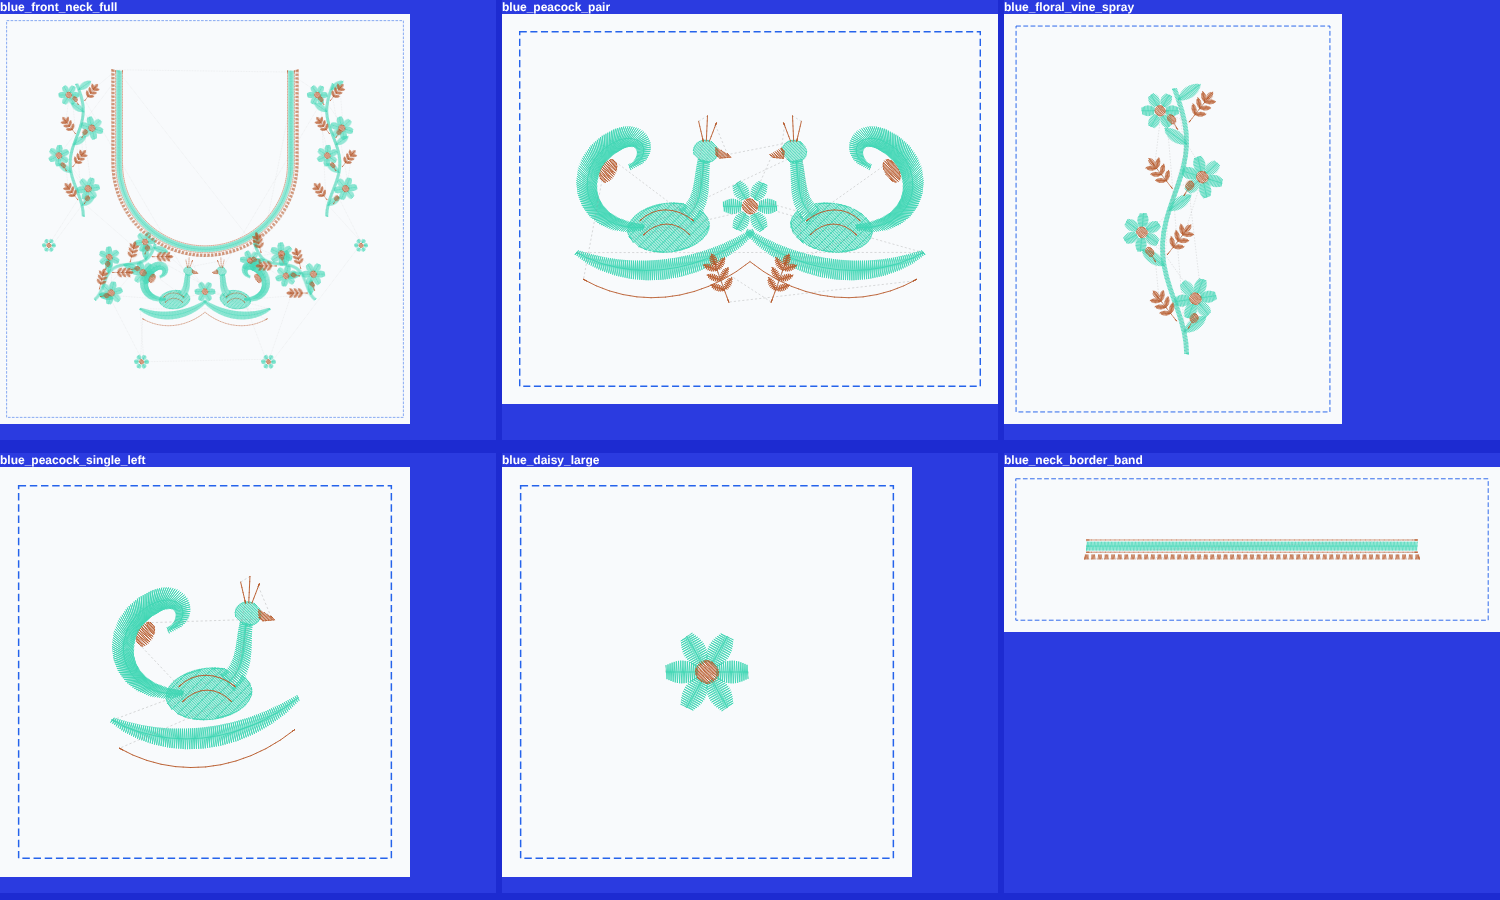 blue_front_neck_full
blue_peacock_pair
blue_floral_vine_spray
blue_peacock_single_left
blue_daisy_large
blue_neck_border_band